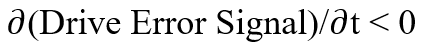 ∂(Drive Error Signal)/∂t < 0